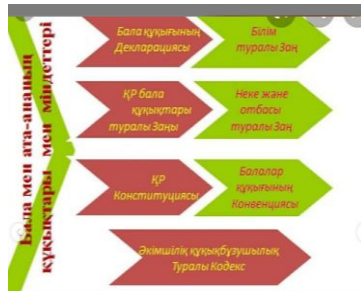 Бала мен ата-ананың
құқықтары мен міндеттері
Бала құқығының
Декларациясы
Білім
туралы Заң
ҚР бала
құқықтары
туралы Заңы
Неке және
отбасы
туралы Заң
ҚР
Конституциясы
Балалар
құқығының
Конвенциясы
Әкімшілік құқықбұзушылық
Туралы Кодекс